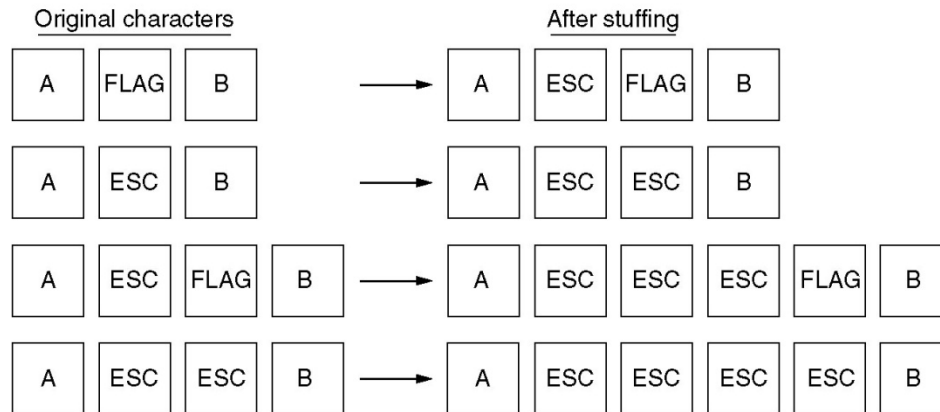 Original characters After stuffing
A FLAG B A ESC FLAG B
A ESC B A ESC ESC B
A ESC FLAG B A ESC ESC ESC FLAG B
A ESC ESC B A ESC ESC ESC ESC B